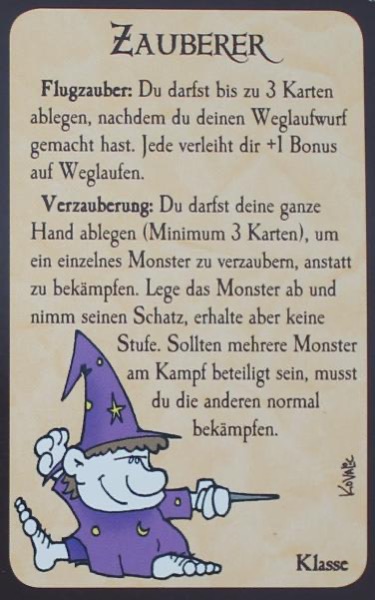 ZAUBERER
Flugzauber: Du darfst bis zu 3 Karten
ablegen, nachdem du deinen Weglaufwurf
gemacht hast. Jede verleiht dir +1 Bonus
auf Weglaufen.
Verzauberung: Du darfst deine ganze
Hand ablegen (Minimum 3 Karten), um
ein einzelnes Monster zu verzaubern, anstatt
zu bekämpfen. Lege das Monster ab und
nimm seinen Schatz, erhalte aber keine
Stufe. Sollten mehrere Monster
am Kampf beteiligt sein, musst
du die anderen normal
bekämpfen.
KOVALIC
Klasse